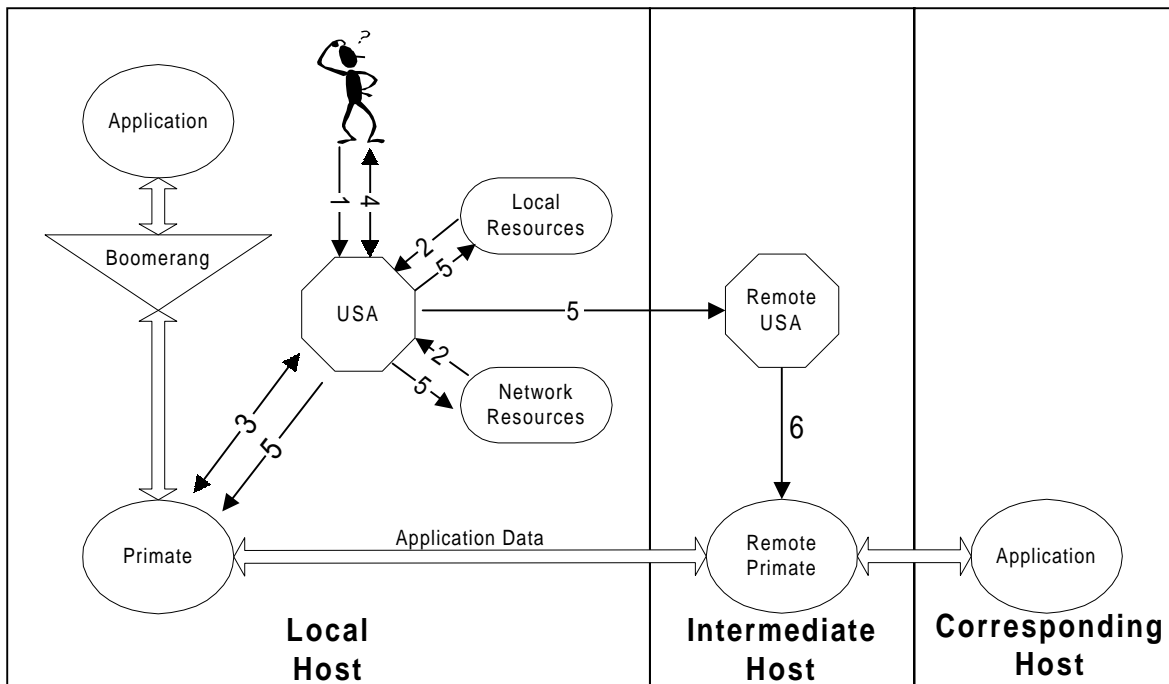 ?
Application
Boomerang
1
4
Local
Resources
2
5
USA
5
Remote
USA
2
5
Network
Resources
3
5
6
Primate
Application Data
Remote
Primate
Application
Local
Host
Intermediate
Host
Corresponding
Host